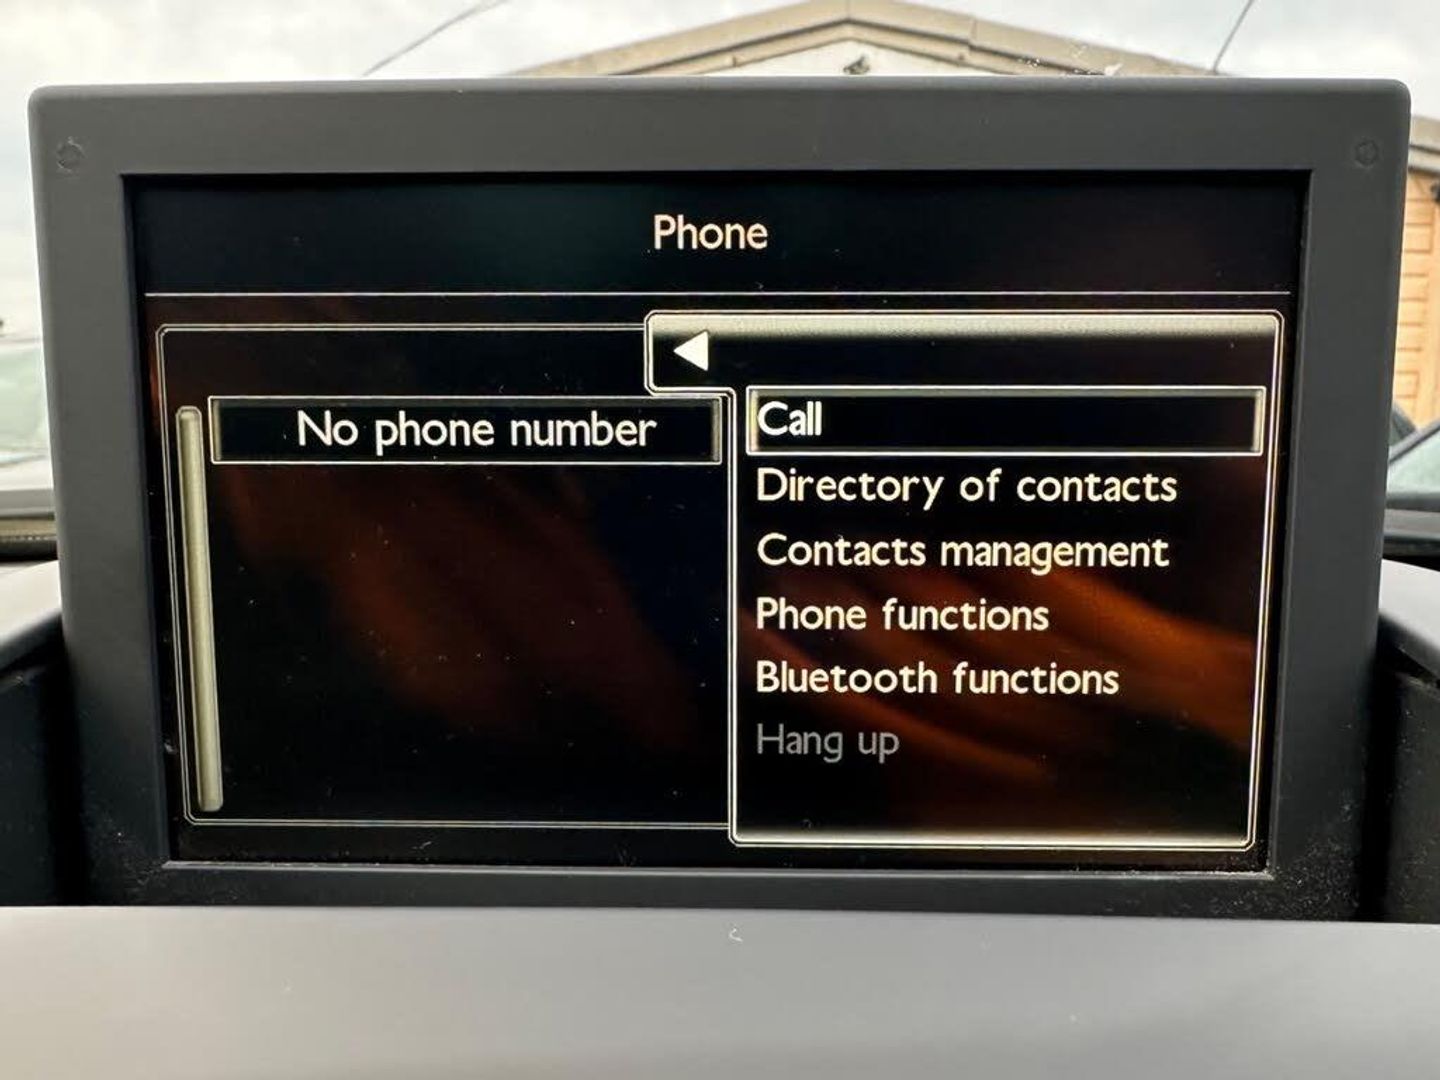 Phone
No phone number
Call
Directory of contacts
Contacts management
Phone functions
Bluetooth functions
Hang up